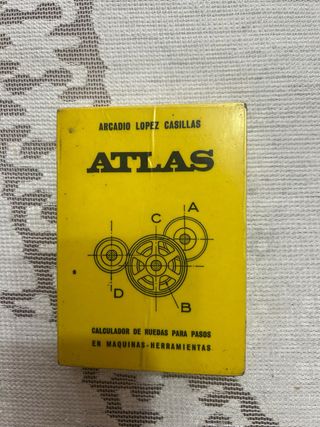 ARCADIO LOPEZ CASILLAS
ATLAS
A
C
B
D
CALCULADOR DE RUEDAS PARA PASOS
EN MAQUINAS-HERRAMIENTAS